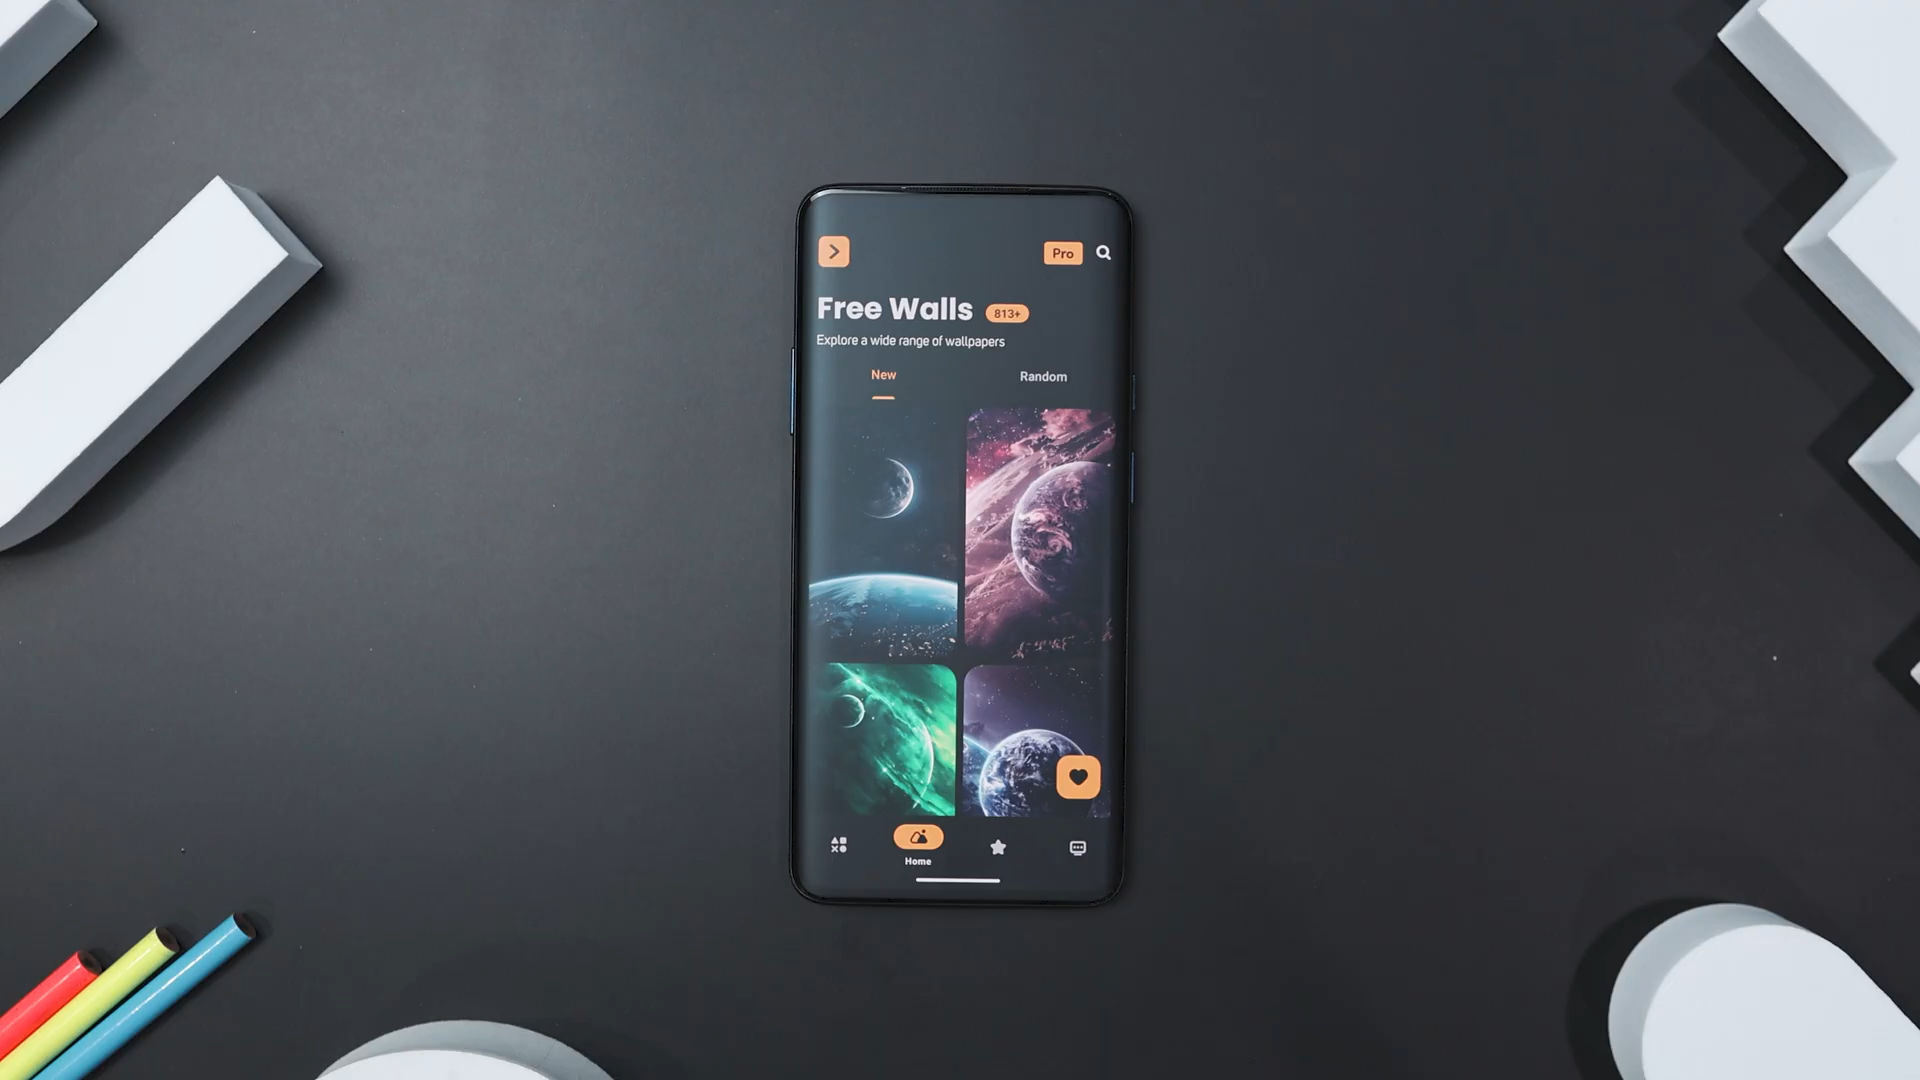 Pro
Free Walls 813+
Explore a wide range of wallpapers
New Random
Home